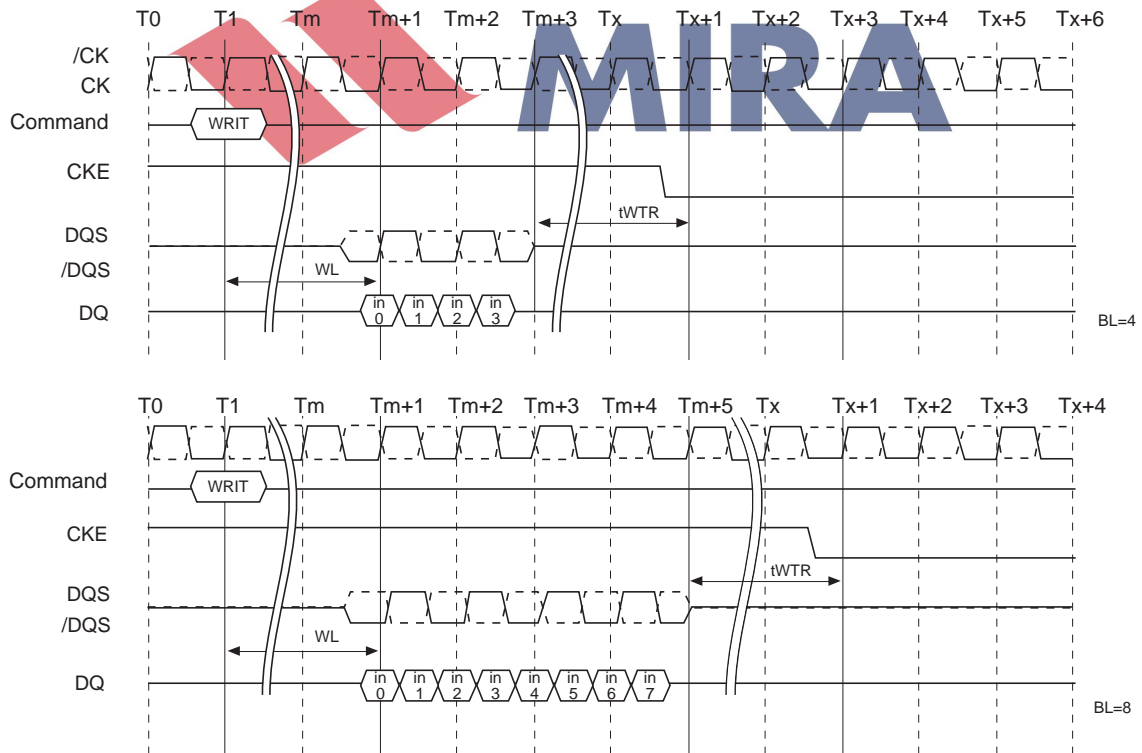 T0 T1 Tm Tm+1 Tm+2 Tm+3 Tx Tx+1 Tx+2 Tx+3 Tx+4 Tx+5 Tx+6
MIRA
/CK
CK
Command WRIT
CKE
tWTR
DQS
/DQS
WL
DQ in 0 in 1 in 2 in 3
BL=4
T0 T1 Tm Tm+1 Tm+2 Tm+3 Tm+4 Tm+5 Tx Tx+1 Tx+2 Tx+3 Tx+4
Command WRIT
CKE
tWTR
DQS
/DQS
WL
DQ in 0 in 1 in 2 in 3 in 4 in 5 in 6 in 7
BL=8